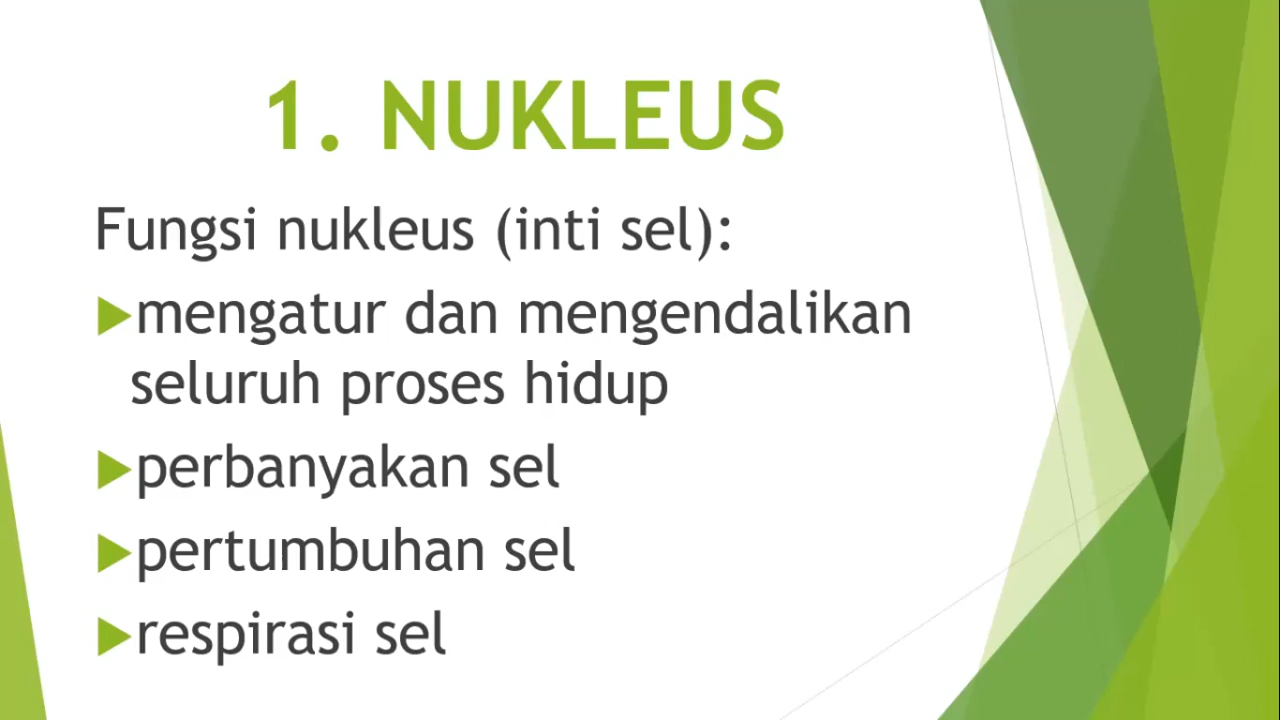 1. NUKLEUS
Fungsi nukleus (inti sel):
mengatur dan mengendalikan
seluruh proses hidup
perbanyakan sel
pertumbuhan sel
respirasi sel